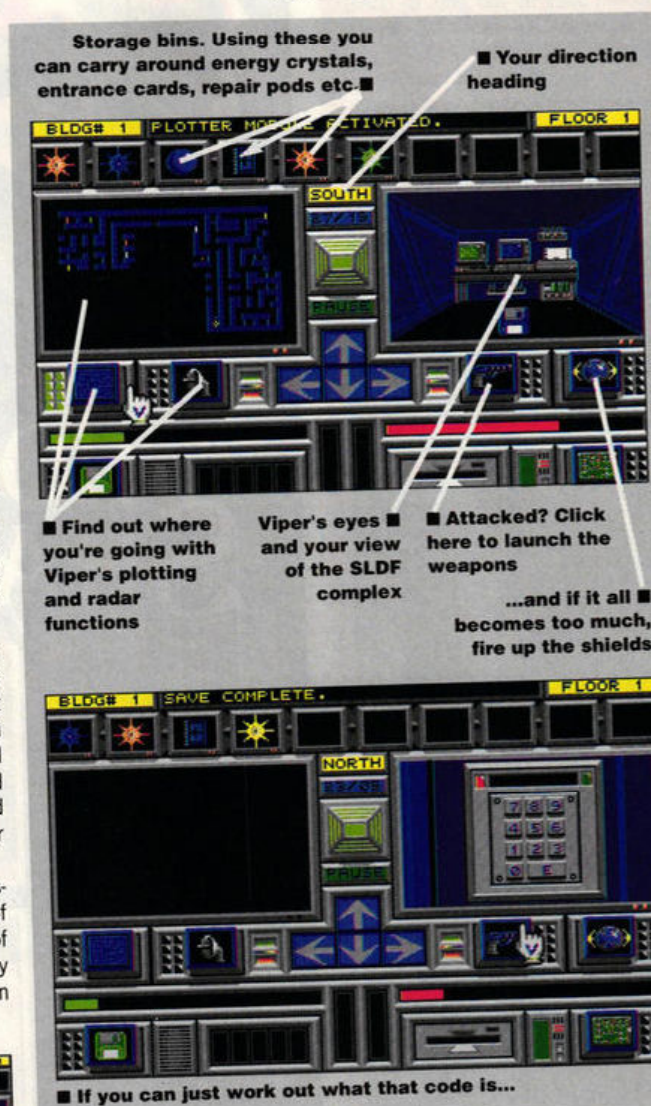 Storage bins. Using these you
can carry around energy crystals,
entrance cards, repair pods etc. ■
■ Your direction
heading
BLDG# 1 PLOTTER MODULE ACTIVATED. FLOOR 1
SOUTH
PAUSE
■ Find out where
you're going with
Viper's plotting
and radar
functions
Viper's eyes ■
and your view
of the SLDF
complex
■ Attacked? Click
here to launch the
weapons
...and if it all ■
becomes too much,
fire up the shields
BLDG# 1 SAVE COMPLETE. FLOOR 1
NORTH
PAUSE
7 8 9
4 5 6
1 2 3
0 E
■ If you can just work out what that code is...